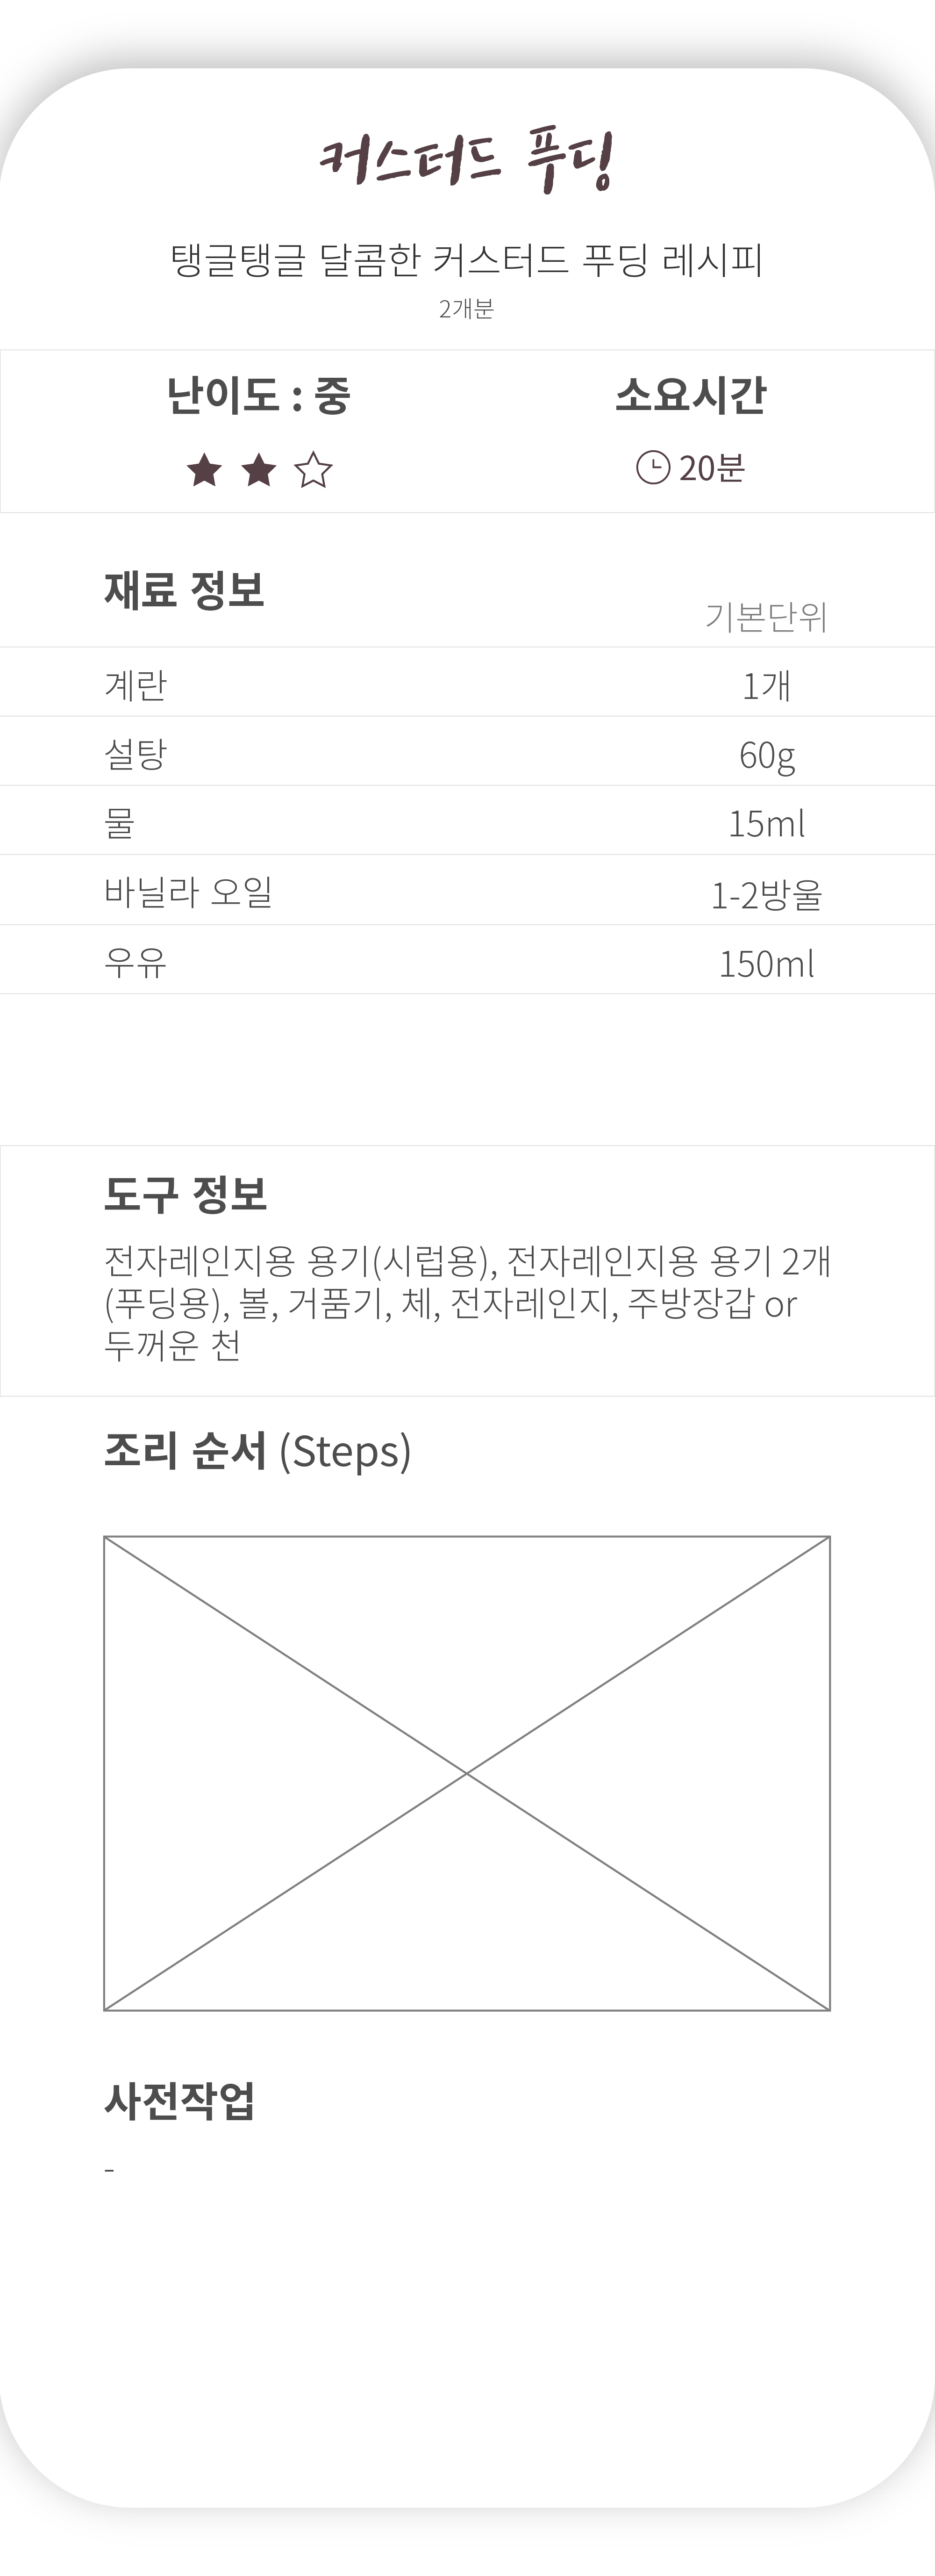 커스터드 푸딩
탱글탱글 달콤한 커스터드 푸딩 레시피
2개분
난이도 : 중
소요시간
20분
재료 정보
기본단위
계란 1개
설탕 60g
물 15ml
바닐라 오일 1-2방울
우유 150ml
도구 정보
전자레인지용 용기(시럽용), 전자레인지용 용기 2개
(푸딩용), 볼, 거품기, 체, 전자레인지, 주방장갑 or
두꺼운 천
조리 순서 (Steps)
사전작업
-